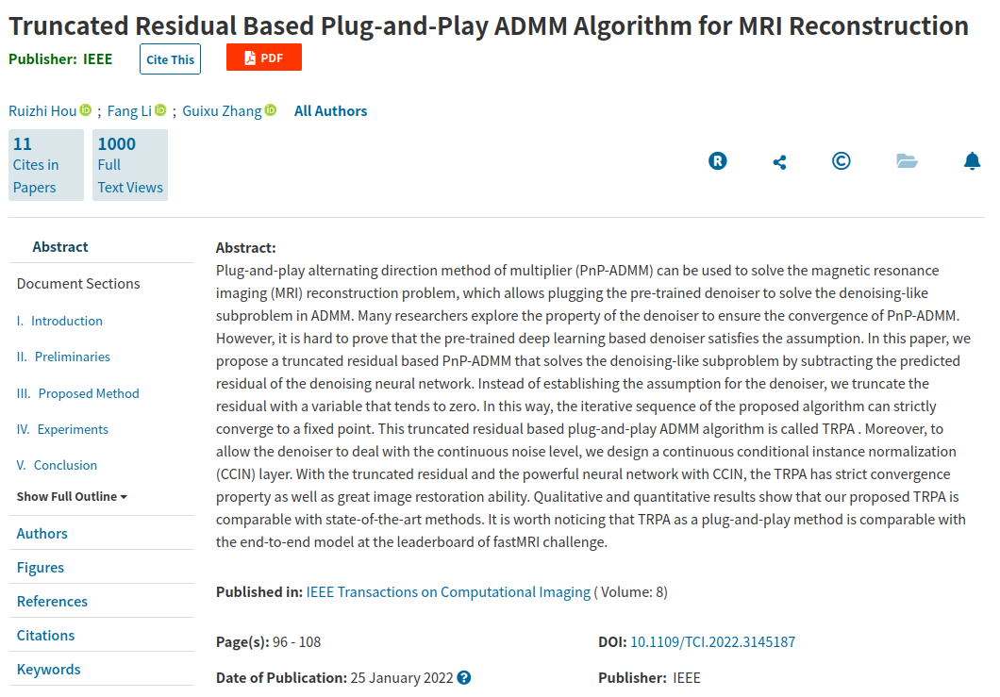 Truncated Residual Based Plug-and-Play ADMM Algorithm for MRI Reconstruction
Publisher: IEEE
Cite This
PDF
Ruizhi Hou ; Fang Li ; Guixu Zhang All Authors
11
Cites in
Papers
1000
Full
Text Views
Abstract
Document Sections
I. Introduction
II. Preliminaries
III. Proposed Method
IV. Experiments
V. Conclusion
Show Full Outline
Authors
Figures
References
Citations
Keywords
Abstract:
Plug-and-play alternating direction method of multiplier (PnP-ADMM) can be used to solve the magnetic resonance
imaging (MRI) reconstruction problem, which allows plugging the pre-trained denoiser to solve the denoising-like
subproblem in ADMM. Many researchers explore the property of the denoiser to ensure the convergence of PnP-ADMM.
However, it is hard to prove that the pre-trained deep learning based denoiser satisfies the assumption. In this paper, we
propose a truncated residual based PnP-ADMM that solves the denoising-like subproblem by subtracting the predicted
residual of the denoising neural network. Instead of establishing the assumption for the denoiser, we truncate the
residual with a variable that tends to zero. In this way, the iterative sequence of the proposed algorithm can strictly
converge to a fixed point. This truncated residual based plug-and-play ADMM algorithm is called TRPA . Moreover, to
allow the denoiser to deal with the continuous noise level, we design a continuous conditional instance normalization
(CCIN) layer. With the truncated residual and the powerful neural network with CCIN, the TRPA has strict convergence
property as well as great image restoration ability. Qualitative and quantitative results show that our proposed TRPA is
comparable with state-of-the-art methods. It is worth noticing that TRPA as a plug-and-play method is comparable with
the end-to-end model at the leaderboard of fastMRI challenge.
Published in: IEEE Transactions on Computational Imaging ( Volume: 8)
Page(s): 96 - 108
DOI: 10.1109/TCI.2022.3145187
Date of Publication: 25 January 2022
Publisher: IEEE